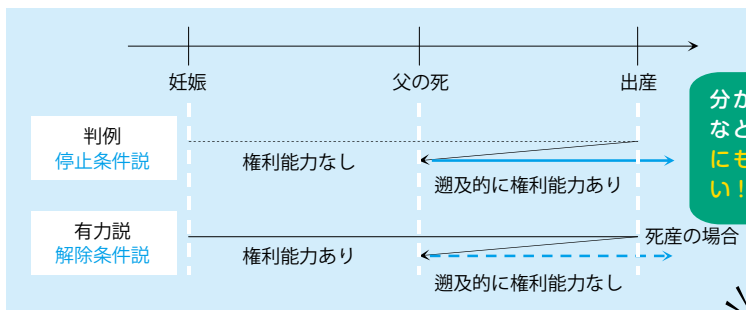 妊娠
父の死
出産
分か
など
にも
い！
判例
停止条件説
権利能力なし
遡及的に権利能力あり
有力説
解除条件説
権利能力あり
死産の場合
遡及的に権利能力なし